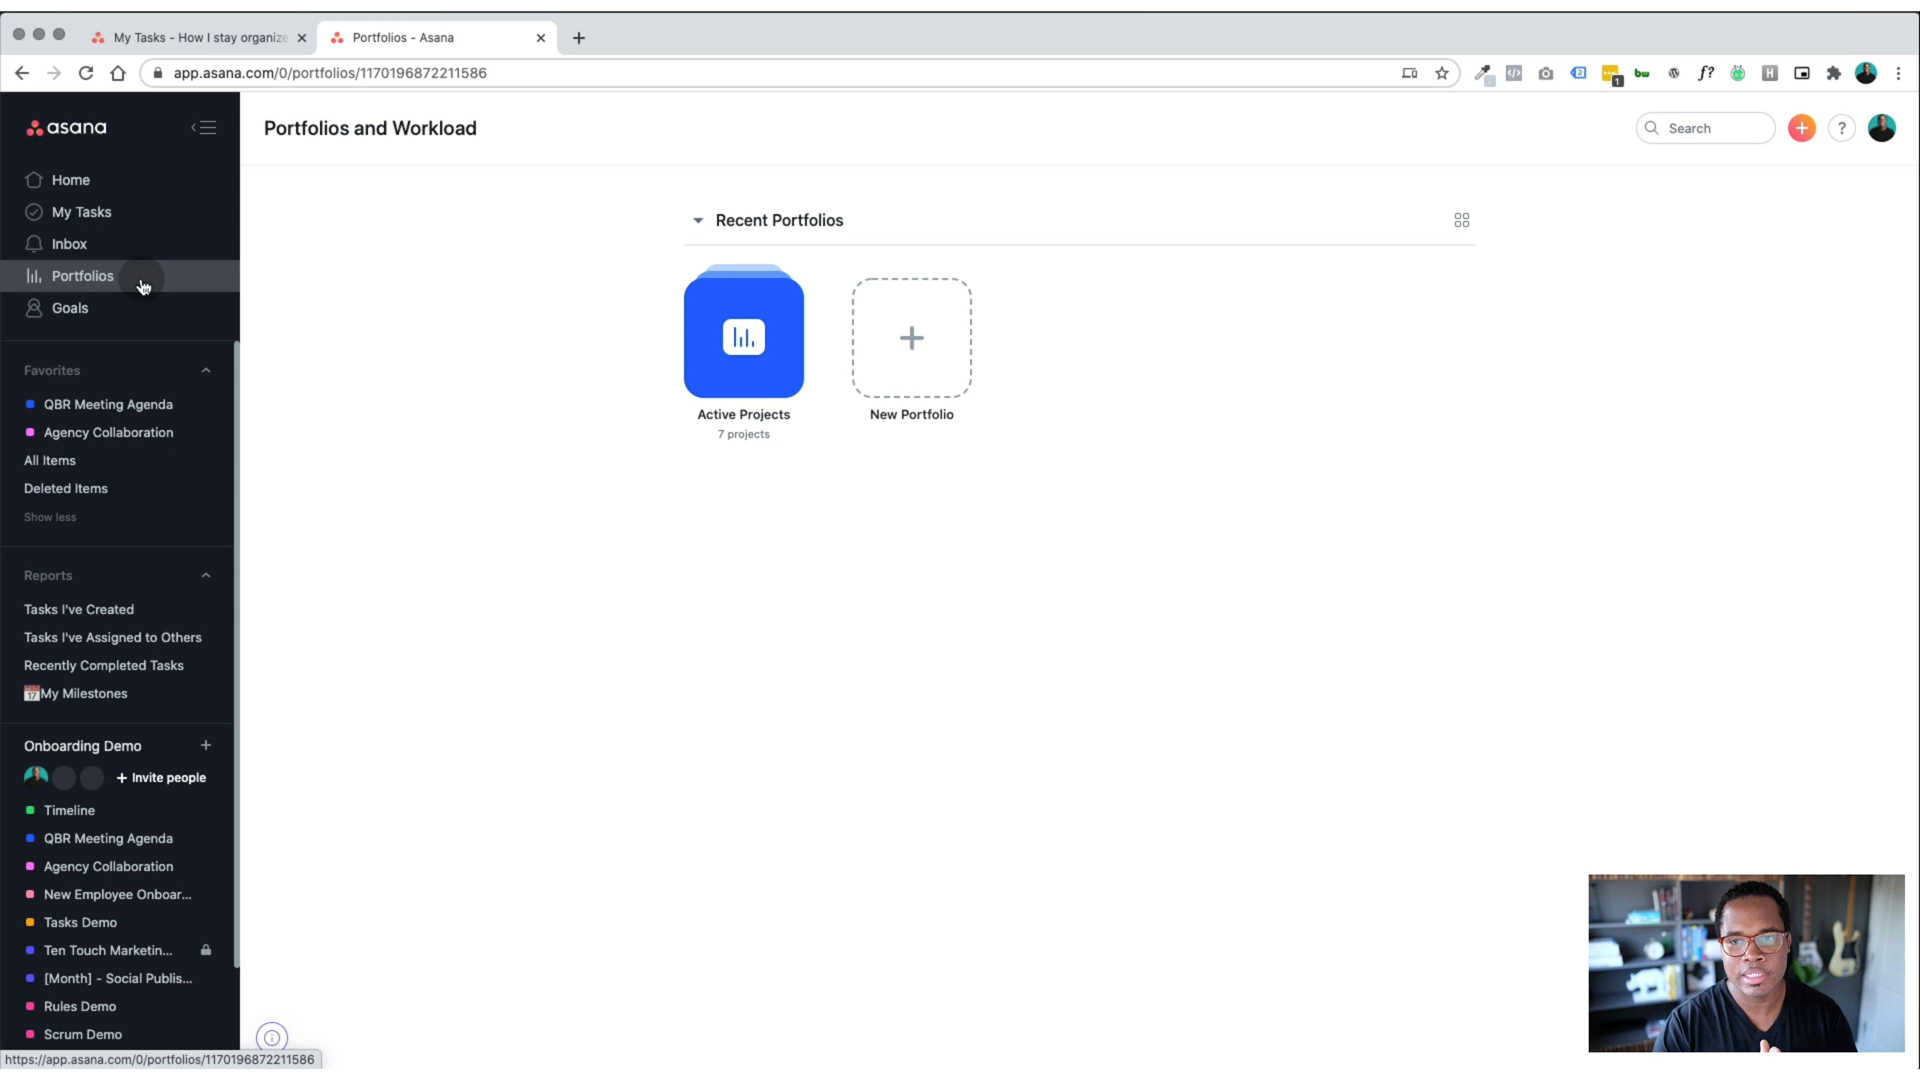 My Tasks - How I stay organize
Portfolios - Asana
app.asana.com/0/portfolios/1170196872211586
1
bw
f?
H
asana
Portfolios and Workload
Search
?
Home
My Tasks
Inbox
Portfolios
Goals
Recent Portfolios
Active Projects
7 projects
New Portfolio
Favorites
QBR Meeting Agenda
Agency Collaboration
All Items
Deleted Items
Show less
Reports
Tasks I've Created
Tasks I've Assigned to Others
Recently Completed Tasks
17 My Milestones
Onboarding Demo
+ Invite people
Timeline
QBR Meeting Agenda
Agency Collaboration
New Employee Onboar...
Tasks Demo
Ten Touch Marketin...
[Month] - Social Publis...
Rules Demo
Scrum Demo
https://app.asana.com/0/portfolios/1170196872211586